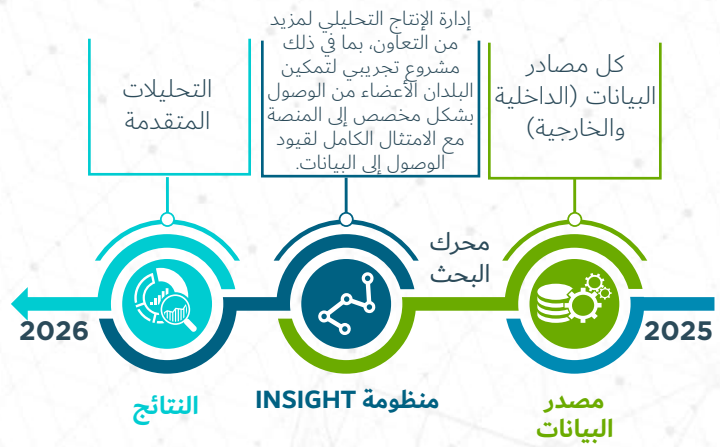 كل مصادر
البيانات (الداخلية
والخارجية)
إدارة الإنتاج التحليلي لمزيد
من التعاون، بما في ذلك
مشروع تجريبي لتمكين
البلدان الأعضاء من الوصول
بشكل مخصص إلى المنصة
مع الامتثال الكامل لقيود
الوصول إلى البيانات.
التحليلات
المتقدمة
محرك
البحث
2025
2026
مصدر
البيانات
منظومة INSIGHT
النتائج